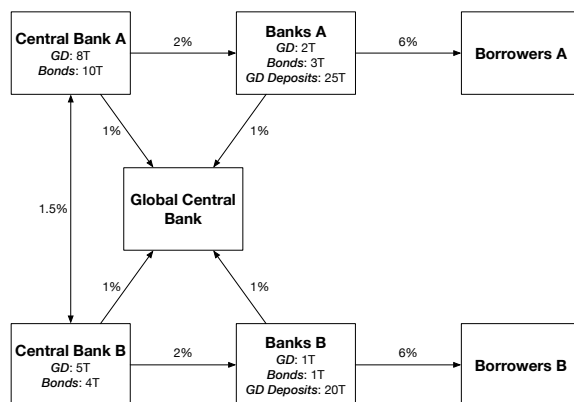 Central Bank A
GD: 8T
Bonds: 10T
2%
Banks A
GD: 2T
Bonds: 3T
GD Deposits: 25T
6%
Borrowers A
1%
1%
Global Central
Bank
1.5%
1%
1%
Central Bank B
GD: 5T
Bonds: 4T
2%
Banks B
GD: 1T
Bonds: 1T
GD Deposits: 20T
6%
Borrowers B